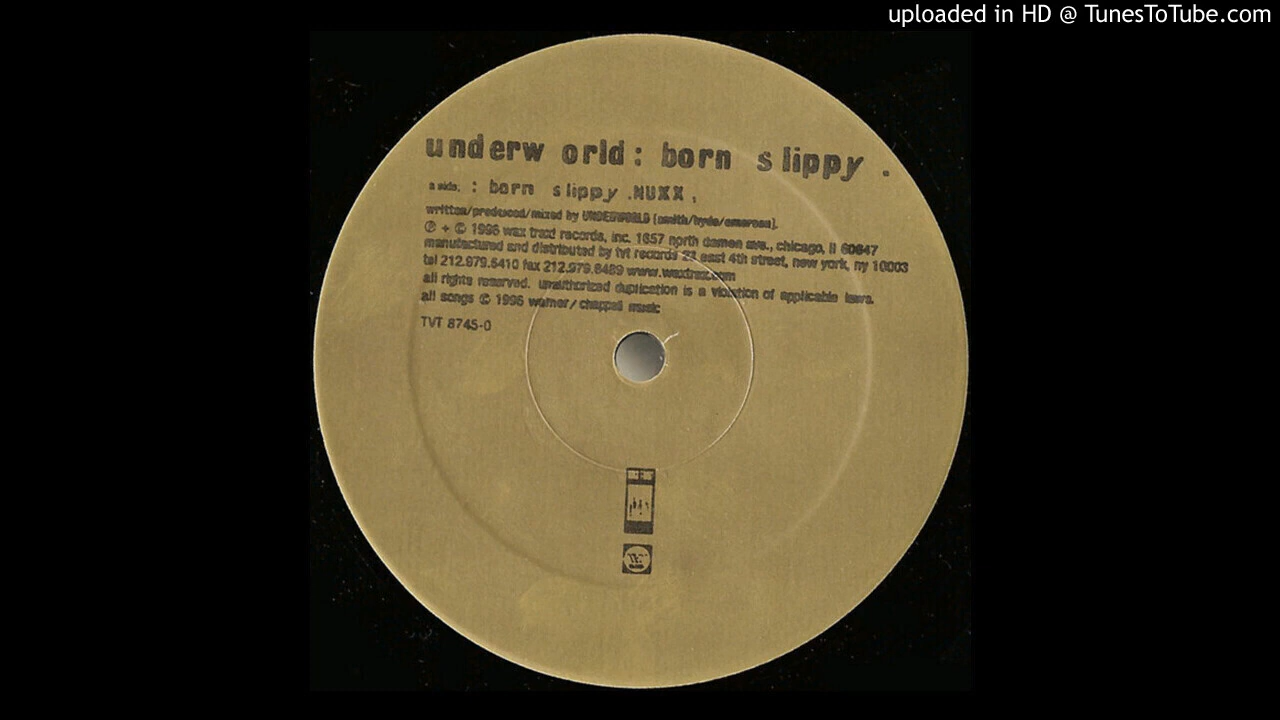 uploaded in HD @ TunesToTube.com
underw orld: born slippy .
a side: : born slippy .NUXX .
written/produced/mixed by UNDERWORLD [smith/hyde/emerson].
℗ + © 1996 wax trax! records, inc. 1657 north damen ave., chicago, il 60647
manufactured and distributed by tvt records 23 east 4th street, new york, ny 10003
tel 212.979.6410 fax 212.979.6489 www.waxtrax.com
all rights reserved. unauthorized duplication is a violation of applicable laws.
all songs © 1996 warner/ chappell music
TVT 8745-0